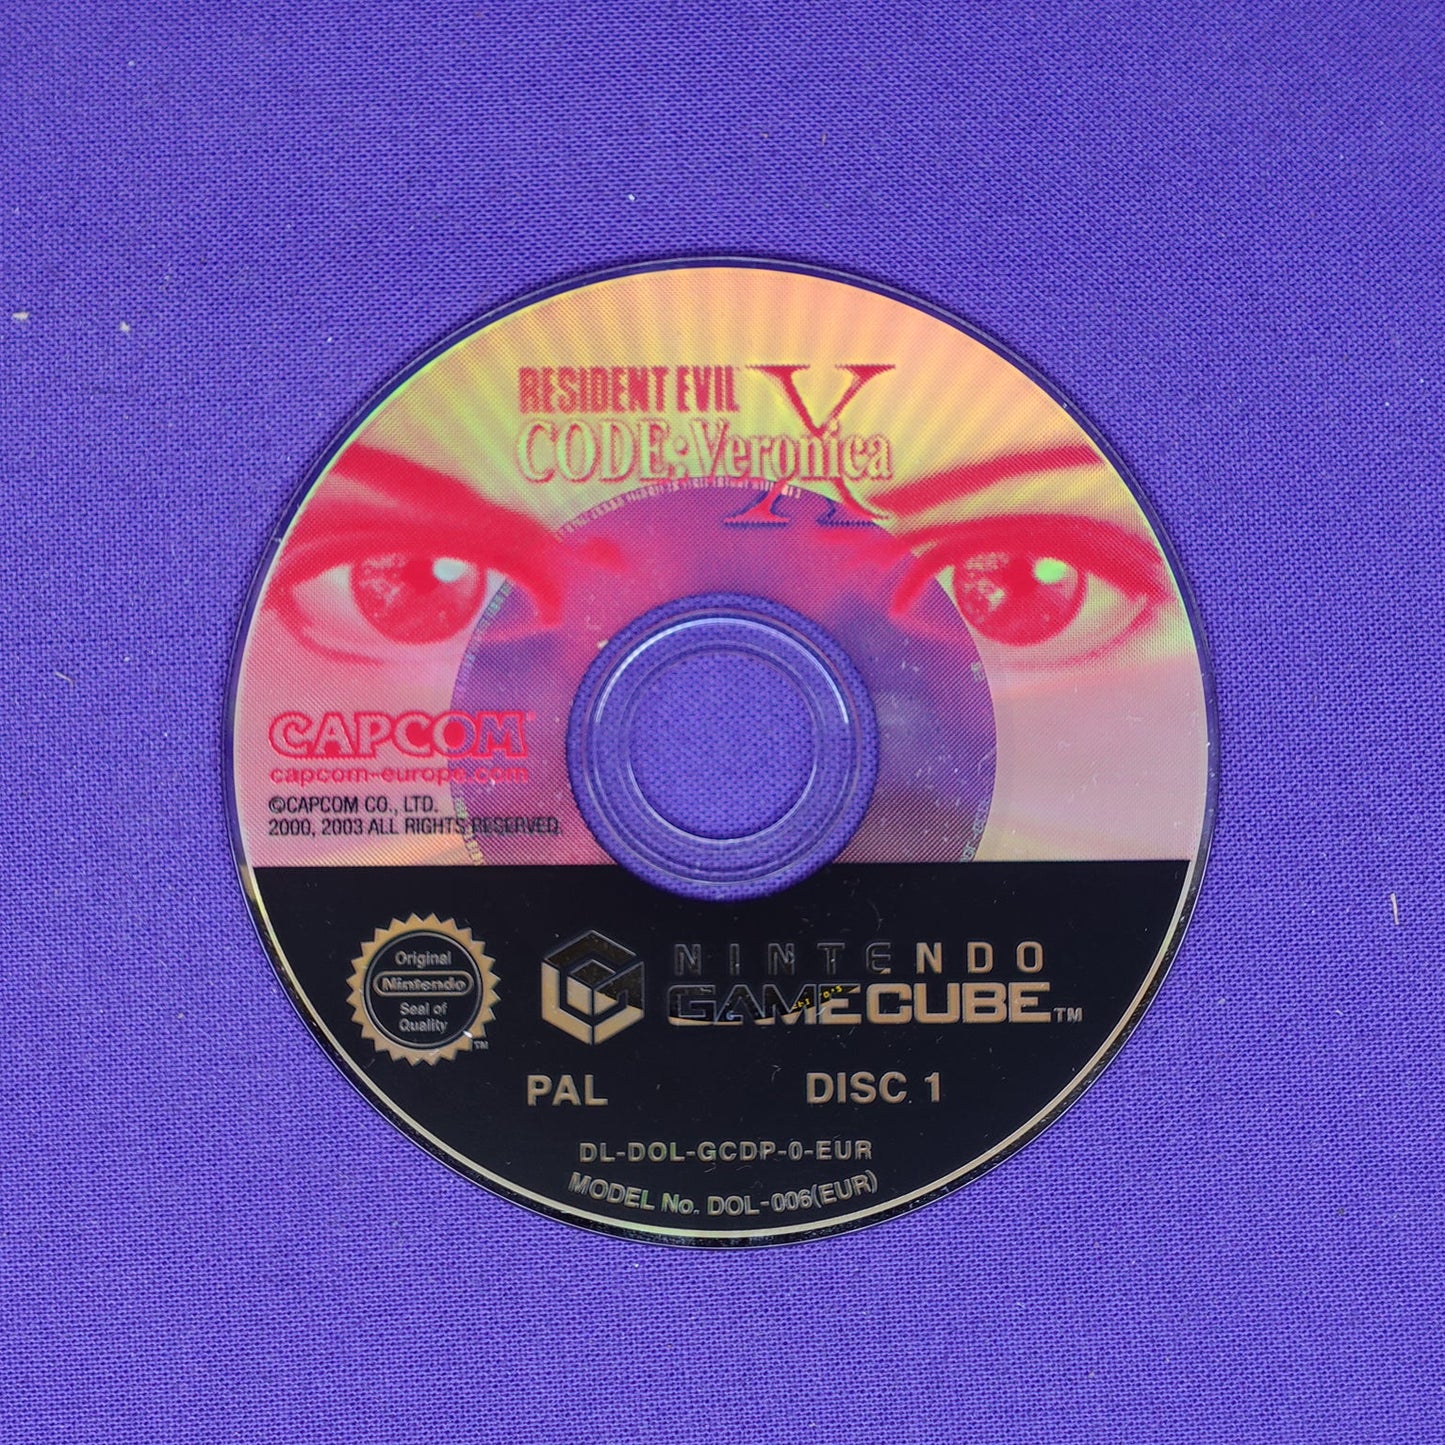 RESIDENT EVIL
CODE: Veronica X
CAPCOM®
capcom-europe.com
©CAPCOM CO., LTD.
2000, 2003 ALL RIGHTS RESERVED.
Original
Nintendo
Seal of
Quality
TM
NINTENDO
GAMECUBE™
PAL DISC 1
DL-DOL-GCDP-0-EUR
MODEL No. DOL-006(EUR)